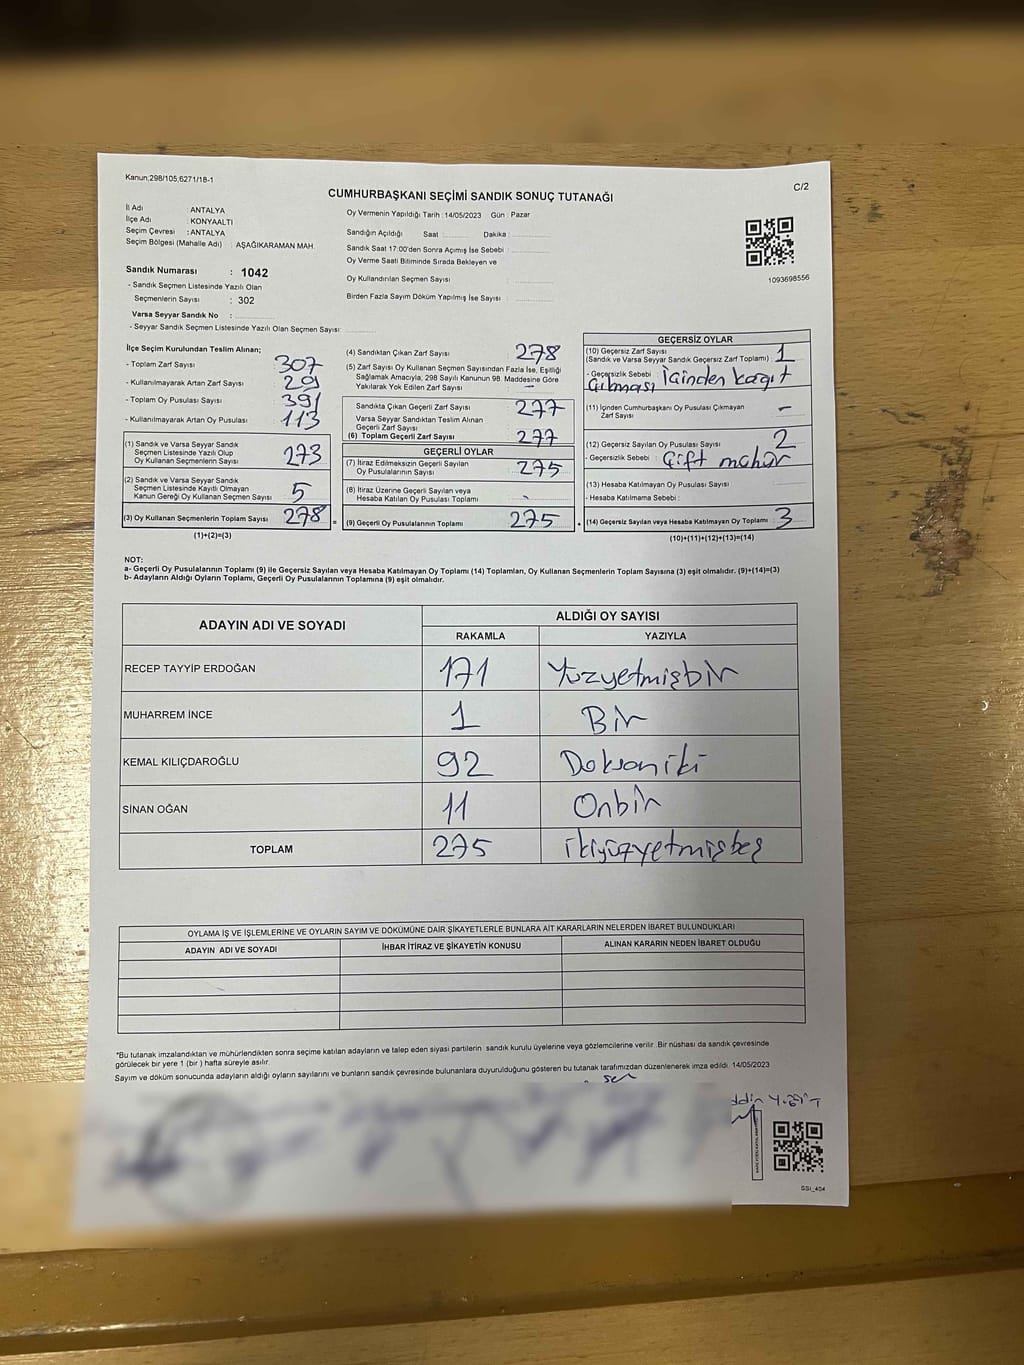 Kanun:298/105,6271/18-1
C/2
CUMHURBAŞKANI SEÇİMİ SANDIK SONUÇ TUTANAĞI
İl Adı : ANTALYA
İlçe Adı : KONYAALTI
Seçim Çevresi : ANTALYA
Seçim Bölgesi (Mahalle Adı) : AŞAĞIKARAMAN MAH.
Sandık Numarası : 1042
- Sandık Seçmen Listesinde Yazılı Olan
Seçmenlerin Sayısı : 302
Varsa Seyyar Sandık No :
- Seyyar Sandık Seçmen Listesinde Yazılı Olan Seçmen Sayısı:
Oy Vermenin Yapıldığı Tarih : 14/05/2023 Gün : Pazar
Sandığın Açıldığı Saat : Dakika :
Sandık Saat 17:00'den Sonra Açımış İse Sebebi :
Oy Verme Saati Bitiminde Sırada Bekleyen ve
Oy Kullandırılan Seçmen Sayısı :
Birden Fazla Sayım Döküm Yapılmış İse Sayısı :
1093698556
İlçe Seçim Kurulundan Teslim Alınan;
- Toplam Zarf Sayısı 307
- Kullanılmayarak Artan Zarf Sayısı 29
- Toplam Oy Pusulası Sayısı 391
- Kullanılmayarak Artan Oy Pusulası 113
(1) Sandık ve Varsa Seyyar Sandık
Seçmen Listesinde Yazılı Olup
Oy Kullanan Seçmenlerin Sayısı 273
(2) Sandık ve Varsa Seyyar Sandık
Seçmen Listesinde Kayıtlı Olmayan
Kanun Gereği Oy Kullanan Seçmen Sayısı 5
(3) Oy Kullanan Seçmenlerin Toplam Sayısı 278
(1)+(2)=(3)
(4) Sandıktan Çıkan Zarf Sayısı 278
(5) Zarf Sayısı Oy Kullanan Seçmen Sayısından Fazla İse, Eşitliği
Sağlamak Amacıyla, 298 Sayılı Kanunun 98. Maddesine Göre
Yakılarak Yok Edilen Zarf Sayısı -
Sandıkta Çıkan Geçerli Zarf Sayısı 277
Varsa Seyyar Sandıktan Teslim Alınan
Geçerli Zarf Sayısı
(6) Toplam Geçerli Zarf Sayısı 277
GEÇERLİ OYLAR
(7) İtiraz Edilmeksizin Geçerli Sayılan
Oy Pusulalarının Sayısı 275
(8) İtiraz Üzerine Geçerli Sayılan veya
Hesaba Katılan Oy Pusulası Toplamı
= (9) Geçerli Oy Pusulalarının Toplamı 275
GEÇERSİZ OYLAR
(10) Geçersiz Zarf Sayısı
(Sandık ve Varsa Seyyar Sandık Geçersiz Zarf Toplamı) : 1
- Geçersizlik Sebebi : İçinden kağıt
Çıkması
(11) İçinden Cumhurbaşkanı Oy Pusulası Çıkmayan
Zarf Sayısı -
(12) Geçersiz Sayılan Oy Pusulası Sayısı 2
- Geçersizlik Sebebi : Çift mühür
(13) Hesaba Katılmayan Oy Pusulası Sayısı
- Hesaba Katılmama Sebebi :
+ (14) Geçersiz Sayılan veya Hesaba Katılmayan Oy Toplamı : 3
(10)+(11)+(12)+(13)=(14)
NOT:
a- Geçerli Oy Pusulalarının Toplamı (9) ile Geçersiz Sayılan veya Hesaba Katılmayan Oy Toplamı (14) Toplamları, Oy Kullanan Seçmenlerin Toplam Sayısına (3) eşit olmalıdır. (9)+(14)=(3)
b- Adayların Aldığı Oyların Toplamı, Geçerli Oy Pusulalarının Toplamına (9) eşit olmalıdır.
ADAYIN ADI VE SOYADI ALDIĞI OY SAYISI
RAKAMLA YAZIYLA
RECEP TAYYİP ERDOĞAN 171 Yüzyetmişbir
MUHARREM İNCE 1 Bir
KEMAL KILIÇDAROĞLU 92 Doksaniki
SİNAN OĞAN 11 Onbir
TOPLAM 275 ikiyüzyetmişbeş
OYLAMA İŞ VE İŞLEMLERİNE VE OYLARIN SAYIM VE DÖKÜMÜNE DAİR ŞİKAYETLERLE BUNLARA AİT KARARLARIN NELERDEN İBARET BULUNDUKLARI
ADAYIN ADI VE SOYADI İHBAR İTİRAZ VE ŞİKAYETİN KONUSU ALINAN KARARIN NEDEN İBARET OLDUĞU
*Bu tutanak imzalandıktan ve mühürlendikten sonra seçime katılan adayların ve talep eden siyasi partilerin sandık kurulu üyelerine veya gözlemcilerine verilir. Bir nüshası da sandık çevresinde
görülecek bir yere 1 (bir) hafta süreyle asılır.
Sayım ve döküm sonucunda adayların aldığı oyların sayılarını ve bunların sandık çevresinde bulunanlara duyurulduğunu gösteren bu tutanak tarafımızdan düzenlenerek imza edildi. 14/05/2023
SSI_404